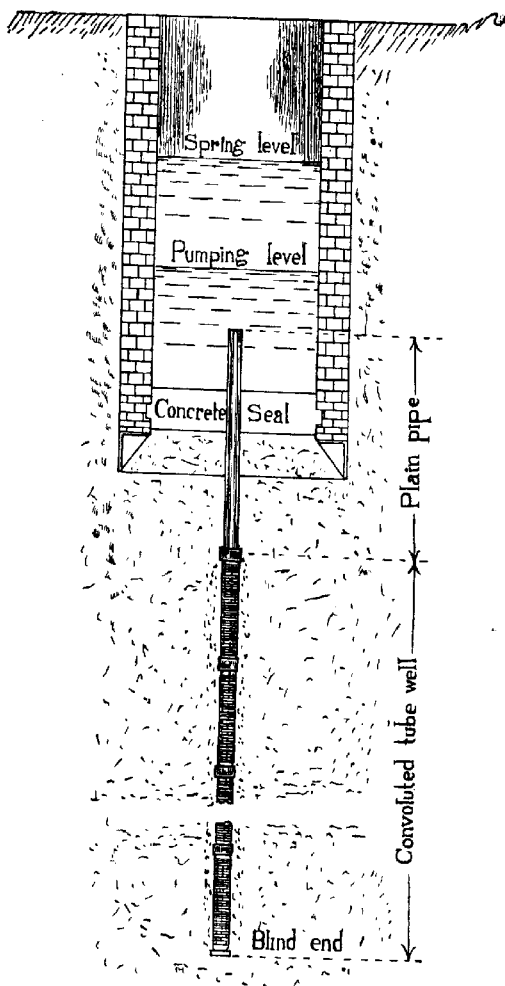 Spring level
Pumping level
Concrete Seal
Plain pipe
Convoluted tube well
Blind end